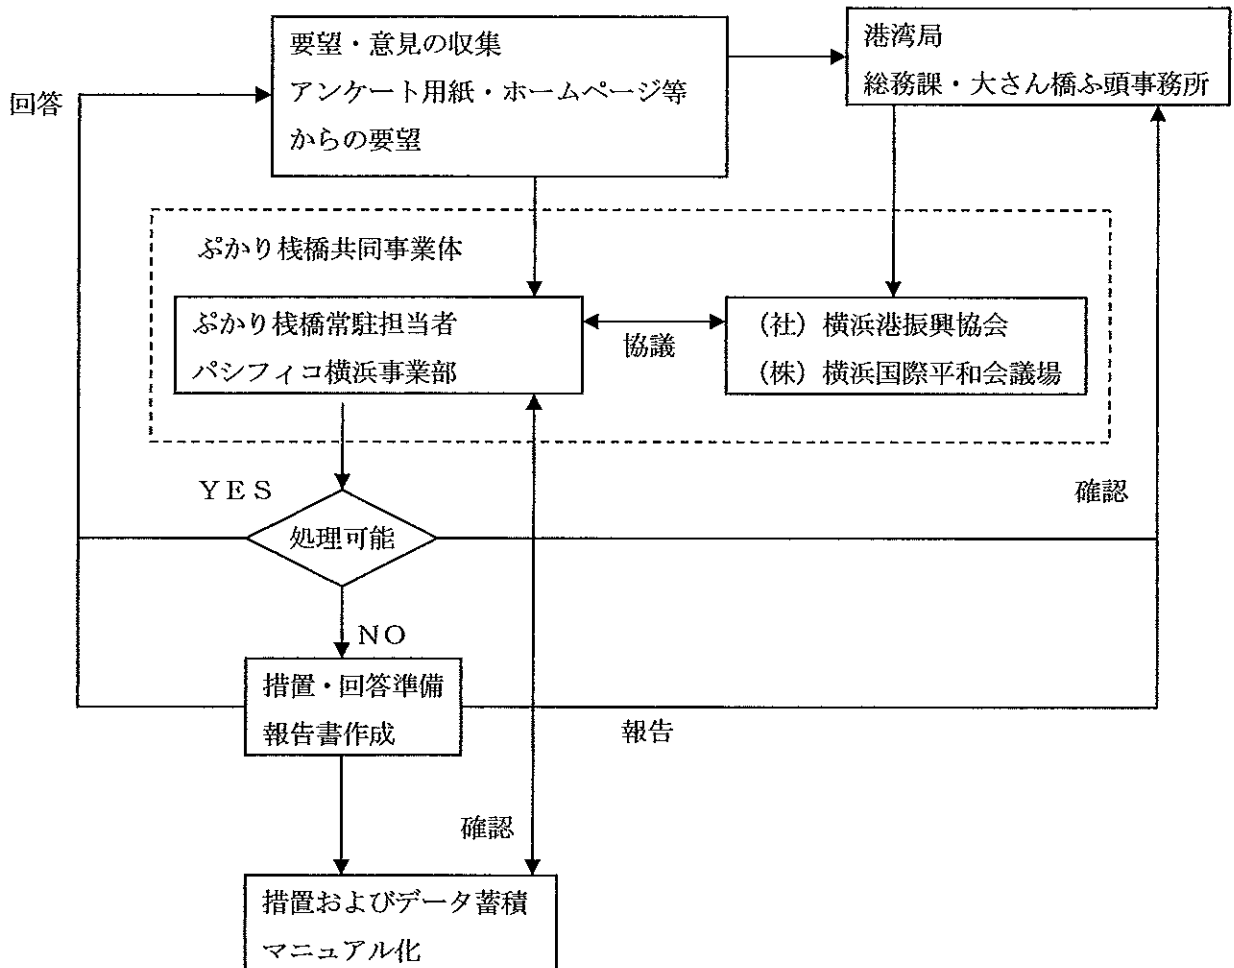 要望・意見の収集
アンケート用紙・ホームページ等
からの要望
港湾局
総務課・大さん橋ふ頭事務所
回答
ぷかり桟橋共同事業体
ぷかり桟橋常駐担当者
パシフィコ横浜事業部
協議
（社）横浜港振興協会
（株）横浜国際平和会議場
ＹＥＳ
確認
処理可能
ＮＯ
措置・回答準備
報告書作成
報告
確認
措置およびデータ蓄積
マニュアル化